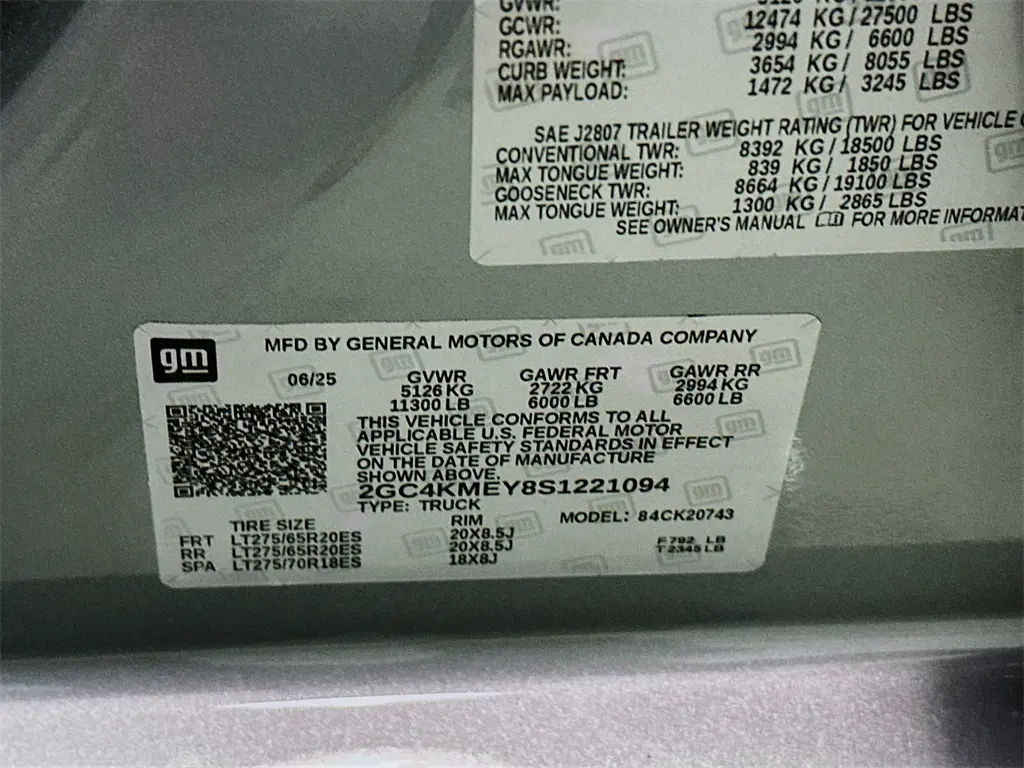 GVWR:
GCWR: 12474 KG/27500 LBS
RGAWR: 2994 KG/ 6600 LBS
CURB WEIGHT: 3654 KG/ 8055 LBS
MAX PAYLOAD: 1472 KG/ 3245 LBS
SAE J2807 TRAILER WEIGHT RATING (TWR) FOR VEHICLE
CONVENTIONAL TWR: 8392 KG/18500 LBS
MAX TONGUE WEIGHT: 839 KG/ 1850 LBS
GOOSENECK TWR: 8664 KG/19100 LBS
MAX TONGUE WEIGHT: 1300 KG/ 2865 LBS
SEE OWNER'S MANUAL FOR MORE INFORMAT
gm
MFD BY GENERAL MOTORS OF CANADA COMPANY
06/25 GVWR GAWR FRT GAWR RR
5126 KG 2722 KG 2994 KG
11300 LB 6000 LB 6600 LB
THIS VEHICLE CONFORMS TO ALL
APPLICABLE U.S. FEDERAL MOTOR
VEHICLE SAFETY STANDARDS IN EFFECT
ON THE DATE OF MANUFACTURE
SHOWN ABOVE.
2GC4KMEY8S1221094
TYPE: TRUCK MODEL: 84CK20743
TIRE SIZE RIM
FRT LT275/65R20ES 20X8.5J F 792 LB
RR LT275/65R20ES 20X8.5J T 2345 LB
SPA LT275/70R18ES 18X8J